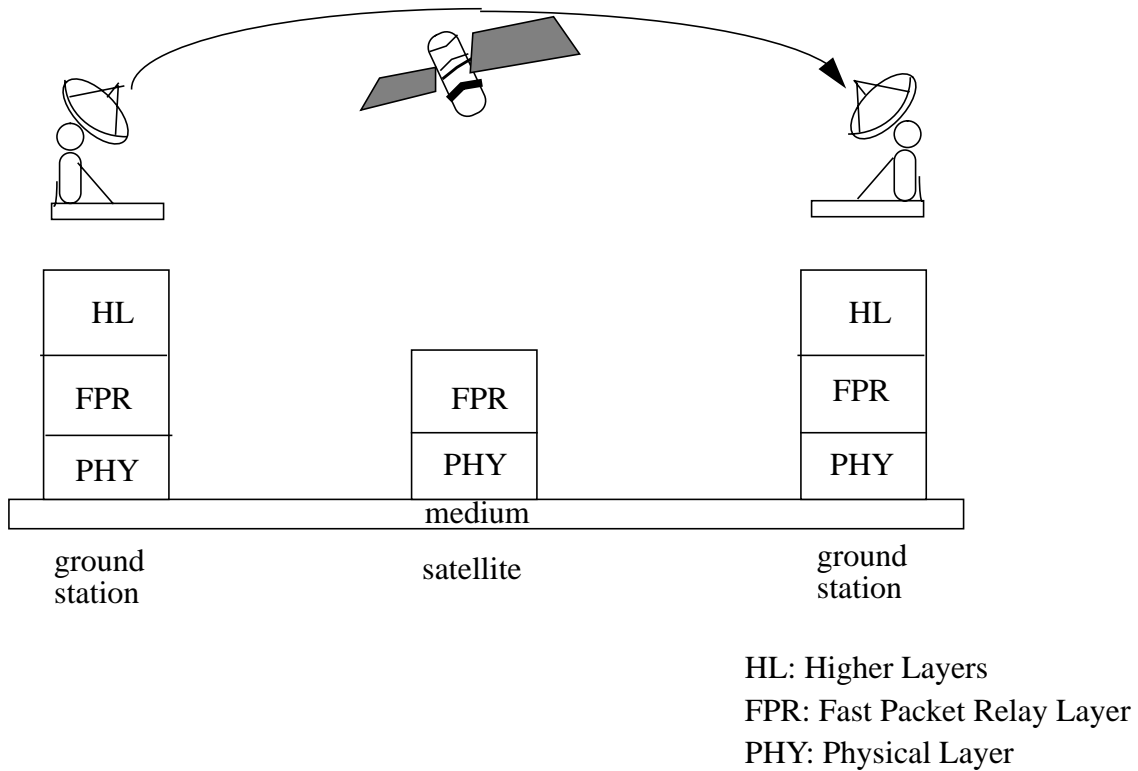 HL
HL
FPR
FPR
FPR
PHY
PHY
PHY
medium
ground
station
satellite
ground
station
HL: Higher Layers
FPR: Fast Packet Relay Layer
PHY: Physical Layer